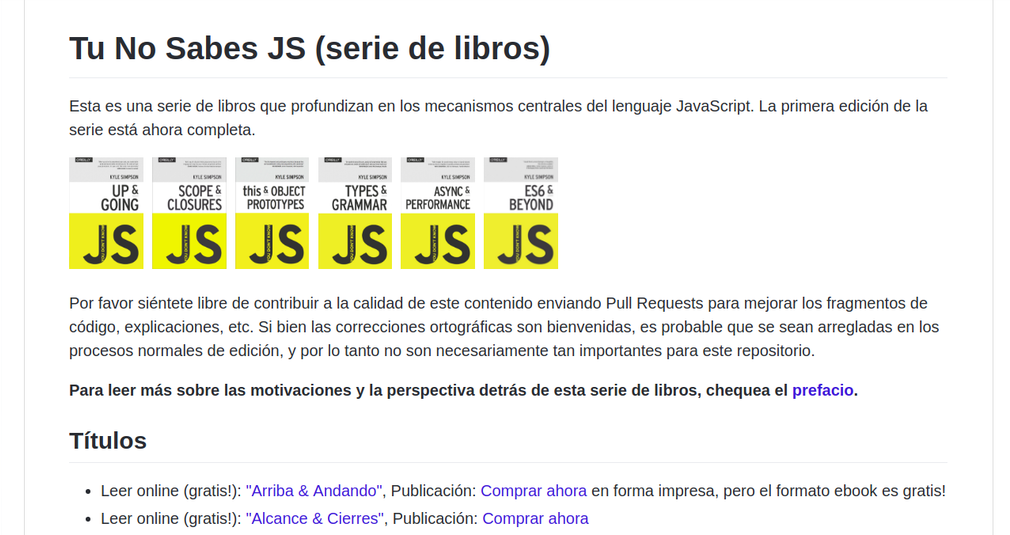 Tu No Sabes JS (serie de libros)
Esta es una serie de libros que profundizan en los mecanismos centrales del lenguaje JavaScript. La primera edición de la
serie está ahora completa.
KYLE SIMPSON
UP &
GOING
JS
KYLE SIMPSON
SCOPE &
CLOSURES
JS
KYLE SIMPSON
this & OBJECT
PROTOTYPES
JS
KYLE SIMPSON
TYPES &
GRAMMAR
JS
KYLE SIMPSON
ASYNC &
PERFORMANCE
JS
KYLE SIMPSON
ES6 &
BEYOND
JS
Por favor siéntete libre de contribuir a la calidad de este contenido enviando Pull Requests para mejorar los fragmentos de
código, explicaciones, etc. Si bien las correcciones ortográficas son bienvenidas, es probable que se sean arregladas en los
procesos normales de edición, y por lo tanto no son necesariamente tan importantes para este repositorio.
Para leer más sobre las motivaciones y la perspectiva detrás de esta serie de libros, chequea el prefacio.
Títulos
• Leer online (gratis!): "Arriba & Andando", Publicación: Comprar ahora en forma impresa, pero el formato ebook es gratis!
• Leer online (gratis!): "Alcance & Cierres", Publicación: Comprar ahora